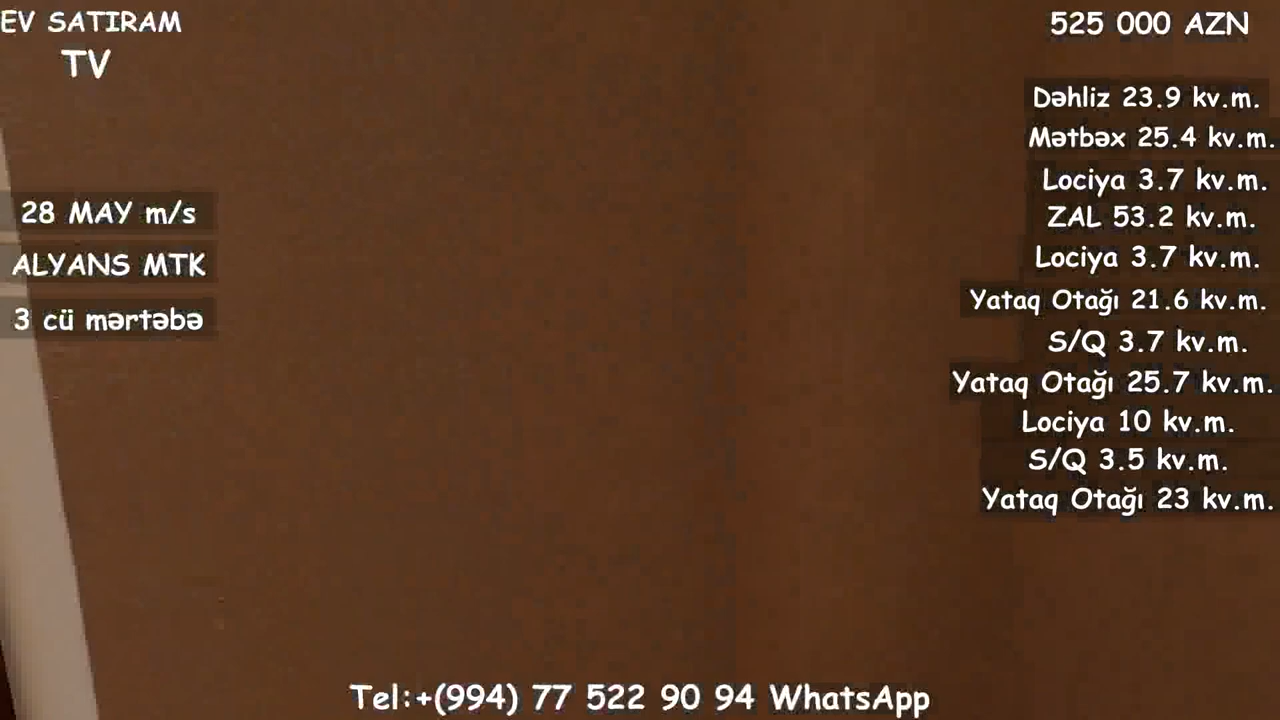 EV SATIRAM
TV
28 MAY m/s
ALYANS MTK
3 cü mərtəbə
525 000 AZN
Dəhliz 23.9 kv.m.
Mətbəx 25.4 kv.m.
Lociya 3.7 kv.m.
ZAL 53.2 kv.m.
Lociya 3.7 kv.m.
Yataq Otağı 21.6 kv.m.
S/Q 3.7 kv.m.
Yataq Otağı 25.7 kv.m.
Lociya 10 kv.m.
S/Q 3.5 kv.m.
Yataq Otağı 23 kv.m.
Tel:+(994) 77 522 90 94 WhatsApp